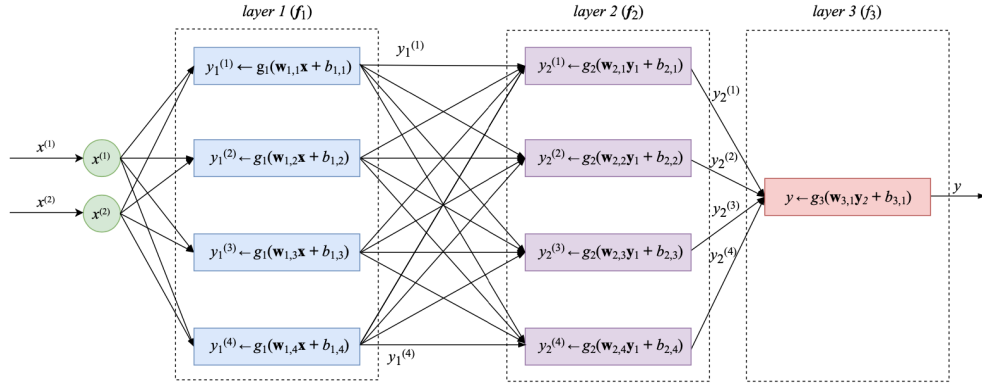 layer 1 (f₁)
layer 2 (f₂)
layer 3 (f₃)
y₁⁽¹⁾ ← g₁(w₁,₁x + b₁,₁)
y₁⁽¹⁾
y₂⁽¹⁾ ← g₂(w₂,₁y₁ + b₂,₁)
y₂⁽¹⁾
x⁽¹⁾
x⁽¹⁾
y₁⁽²⁾ ← g₁(w₁,₂x + b₁,₂)
y₂⁽²⁾ ← g₂(w₂,₂y₁ + b₂,₂)
y₂⁽²⁾
x⁽²⁾
x⁽²⁾
y ← g₃(w₃,₁y₂ + b₃,₁)
y
y₂⁽³⁾
y₁⁽³⁾ ← g₁(w₁,₃x + b₁,₃)
y₂⁽³⁾ ← g₂(w₂,₃y₁ + b₂,₃)
y₂⁽⁴⁾
y₁⁽⁴⁾ ← g₁(w₁,₄x + b₁,₄)
y₁⁽⁴⁾
y₂⁽⁴⁾ ← g₂(w₂,₄y₁ + b₂,₄)